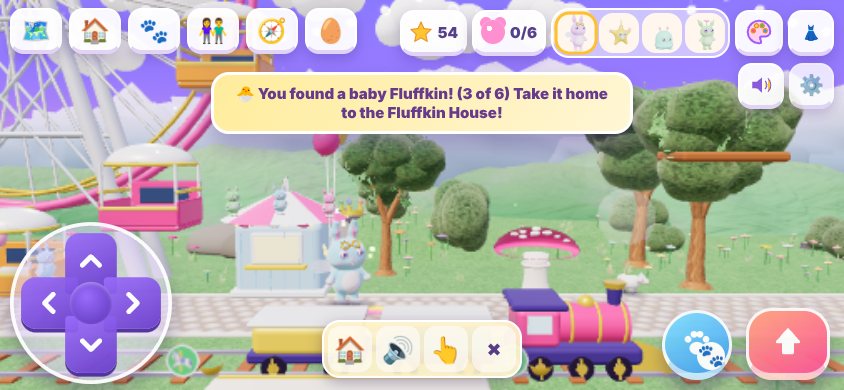 54
0/6
🐣 You found a baby Fluffkin! (3 of 6) Take it home
to the Fluffkin House!